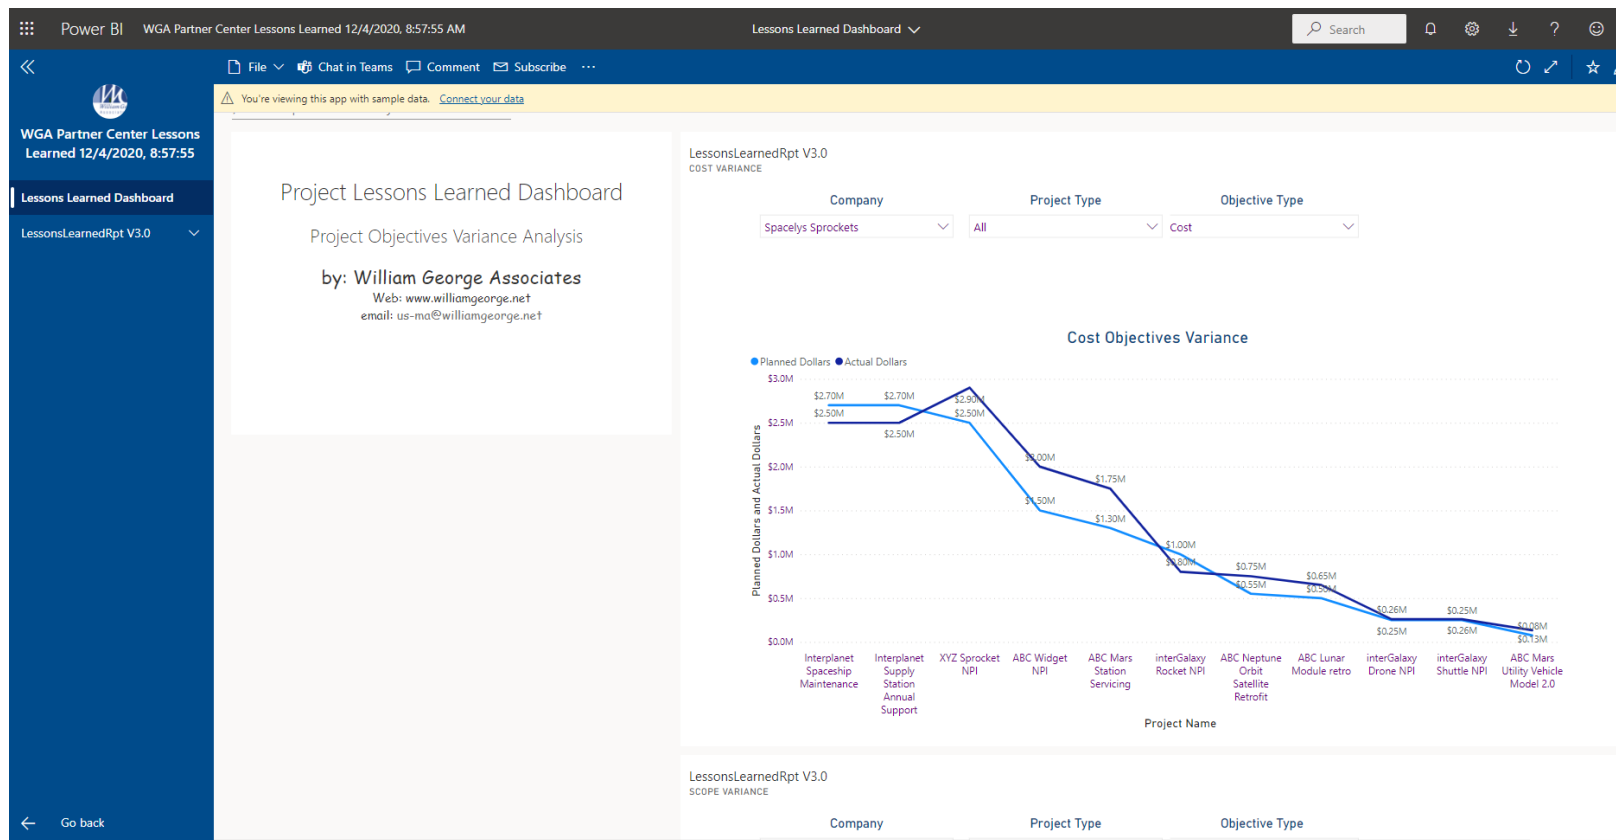 Power BI
WGA Partner Center Lessons Learned 12/4/2020, 8:57:55 AM
Lessons Learned Dashboard
Search
File
Chat in Teams
Comment
Subscribe
You're viewing this app with sample data. Connect your data
WGA Partner Center Lessons
Learned 12/4/2020, 8:57:55
Lessons Learned Dashboard
LessonsLearnedRpt V3.0
Go back
Project Lessons Learned Dashboard
Project Objectives Variance Analysis
by: William George Associates
Web: www.williamgeorge.net
email: us-ma@williamgeorge.net
LessonsLearnedRpt V3.0
COST VARIANCE
Company
Project Type
Objective Type
Spacelys Sprockets
All
Cost
Cost Objectives Variance
Planned Dollars
Actual Dollars
Planned Dollars and Actual Dollars
$3.0M
$2.5M
$2.0M
$1.5M
$1.0M
$0.5M
$0.0M
$2.70M
$2.50M
$2.70M
$2.50M
$2.90M
$2.50M
$2.00M
$1.50M
$1.75M
$1.30M
$1.00M
$0.80M
$0.75M
$0.55M
$0.65M
$0.50M
$0.26M
$0.25M
$0.25M
$0.26M
$0.08M
$0.13M
Interplanet
Spaceship
Maintenance
Interplanet
Supply
Station
Annual
Support
XYZ Sprocket
NPI
ABC Widget
NPI
ABC Mars
Station
Servicing
interGalaxy
Rocket NPI
ABC Neptune
Orbit
Satellite
Retrofit
ABC Lunar
Module retro
interGalaxy
Drone NPI
interGalaxy
Shuttle NPI
ABC Mars
Utility Vehicle
Model 2.0
Project Name
LessonsLearnedRpt V3.0
SCOPE VARIANCE
Company
Project Type
Objective Type